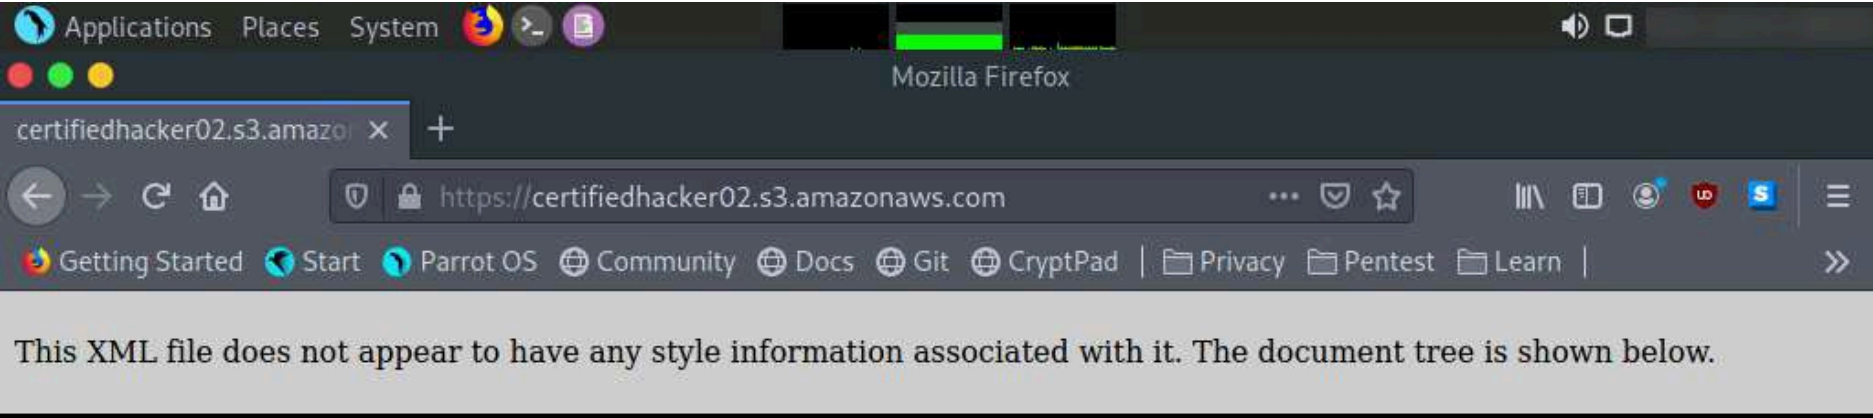 Applications Places System
Mozilla Firefox
certifiedhacker02.s3.amazo
https://certifiedhacker02.s3.amazonaws.com
Getting Started Start Parrot OS Community Docs Git CryptPad Privacy Pentest Learn
This XML file does not appear to have any style information associated with it. The document tree is shown below.